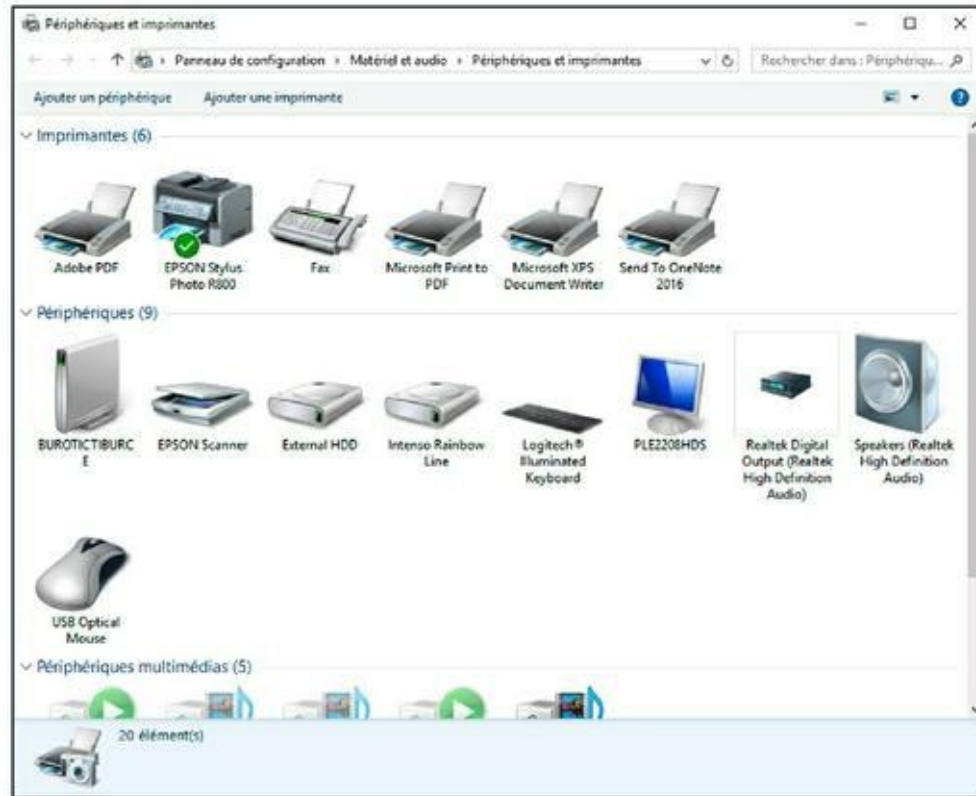 Périphériques et imprimantes
Panneau de configuration › Matériel et audio › Périphériques et imprimantes
Rechercher dans : Périphériqu...
Ajouter un périphérique Ajouter une imprimante
Imprimantes (6)
Adobe PDF
EPSON Stylus
Photo R800
Fax
Microsoft Print to
PDF
Microsoft XPS
Document Writer
Send To OneNote
2016
Périphériques (9)
BUROTICTIBURC
E
EPSON Scanner
External HDD
Intenso Rainbow
Line
Logitech®
Illuminated
Keyboard
PLE2208HDS
Realtek Digital
Output (Realtek
High Definition
Audio)
Speakers (Realtek
High Definition
Audio)
USB Optical
Mouse
Périphériques multimédias (5)
20 élément(s)